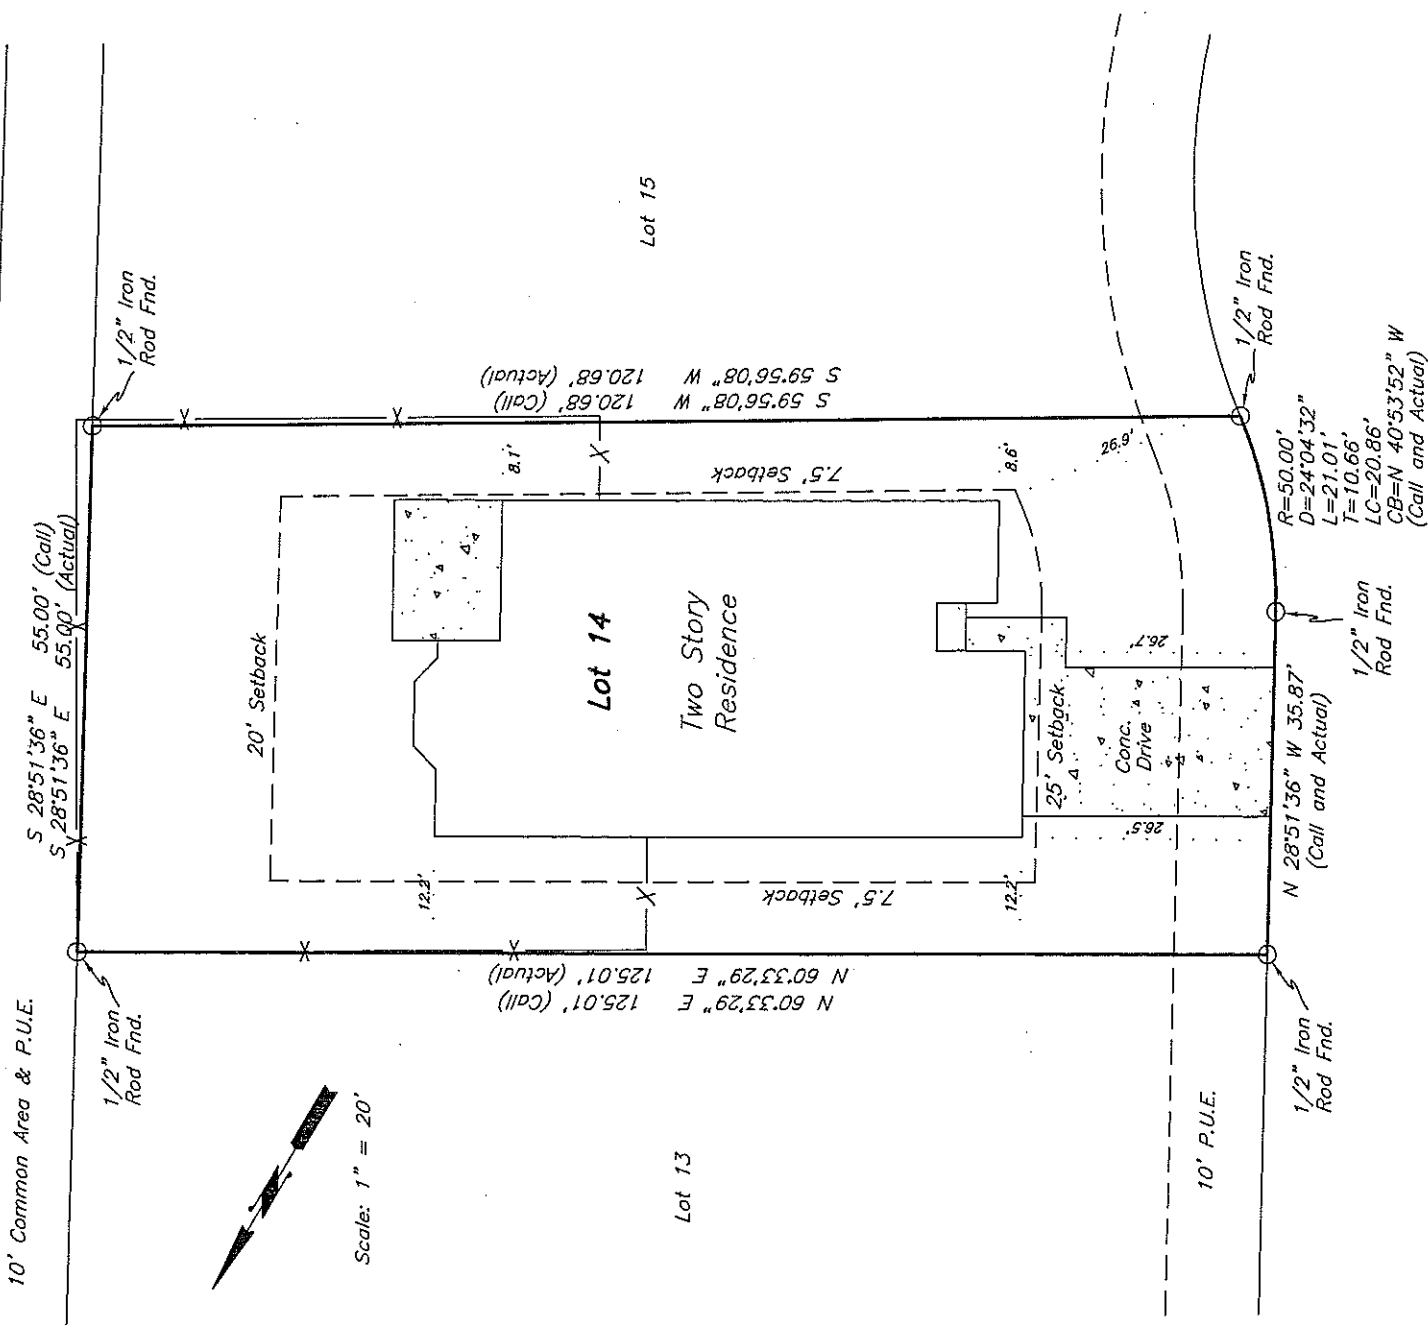 10' Common Area & P.U.E.
S 28°51'36" E 55.00' (Call)
S 28°51'36" E 55.00' (Actual)
1/2" Iron
Rod Fnd.
1/2" Iron
Rod Fnd.
Scale: 1" = 20'
20' Setback
Lot 15
S 59°56'08" W 120.68' (Actual)
S 59°56'08" W 120.68' (Call)
8.1'
7.5' Setback
8.6'
26.9'
Lot 14
Two Story
Residence
12.2'
7.5' Setback
12.2'
N 60°33'29" E 125.01' (Actual)
N 60°33'29" E 125.01' (Call)
Lot 13
25' Setback
Conc.
Drive
26.7'
26.5'
10' P.U.E.
1/2" Iron
Rod Fnd.
N 28°51'36" W 35.87'
(Call and Actual)
1/2" Iron
Rod Fnd.
1/2" Iron
Rod Fnd.
R=50.00'
D=24°04'32"
L=21.01'
T=10.66'
LC=20.86'
CB=N 40°53'52" W
(Call and Actual)